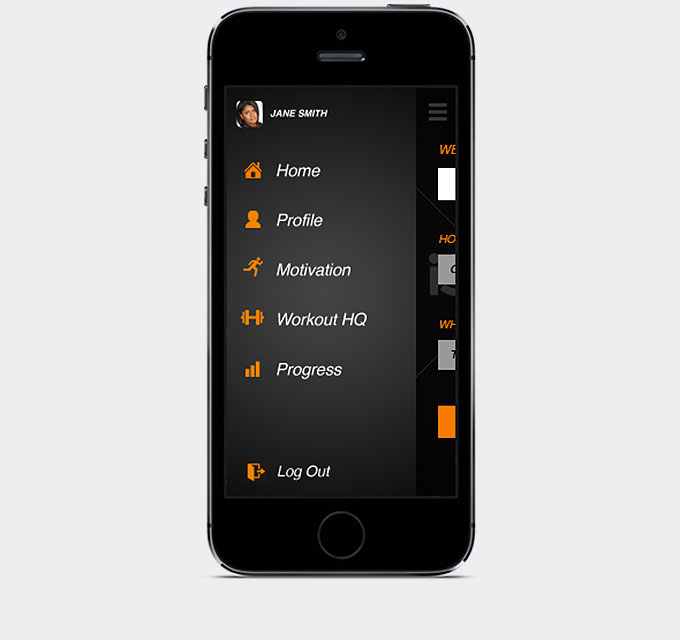 JANE SMITH
Home
Profile
Motivation
Workout HQ
Progress
Log Out
WE
HO
WH